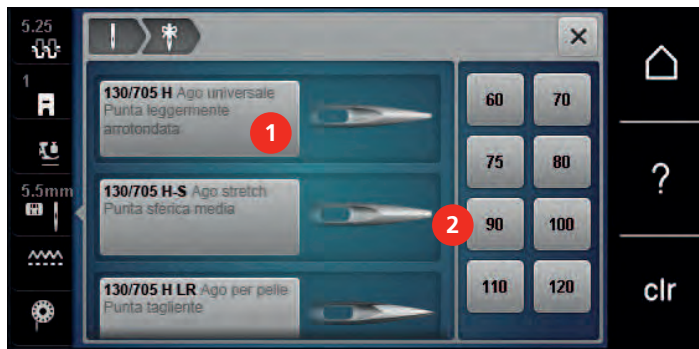 5.25
1
5.5mm
130/705 H Ago universale
Punta leggermente
arrotondata
1
130/705 H-S Ago stretch
Punta sferica media
2
130/705 H LR Ago per pelle
Punta tagliente
60 70
75 80
90 100
110 120
?
clr